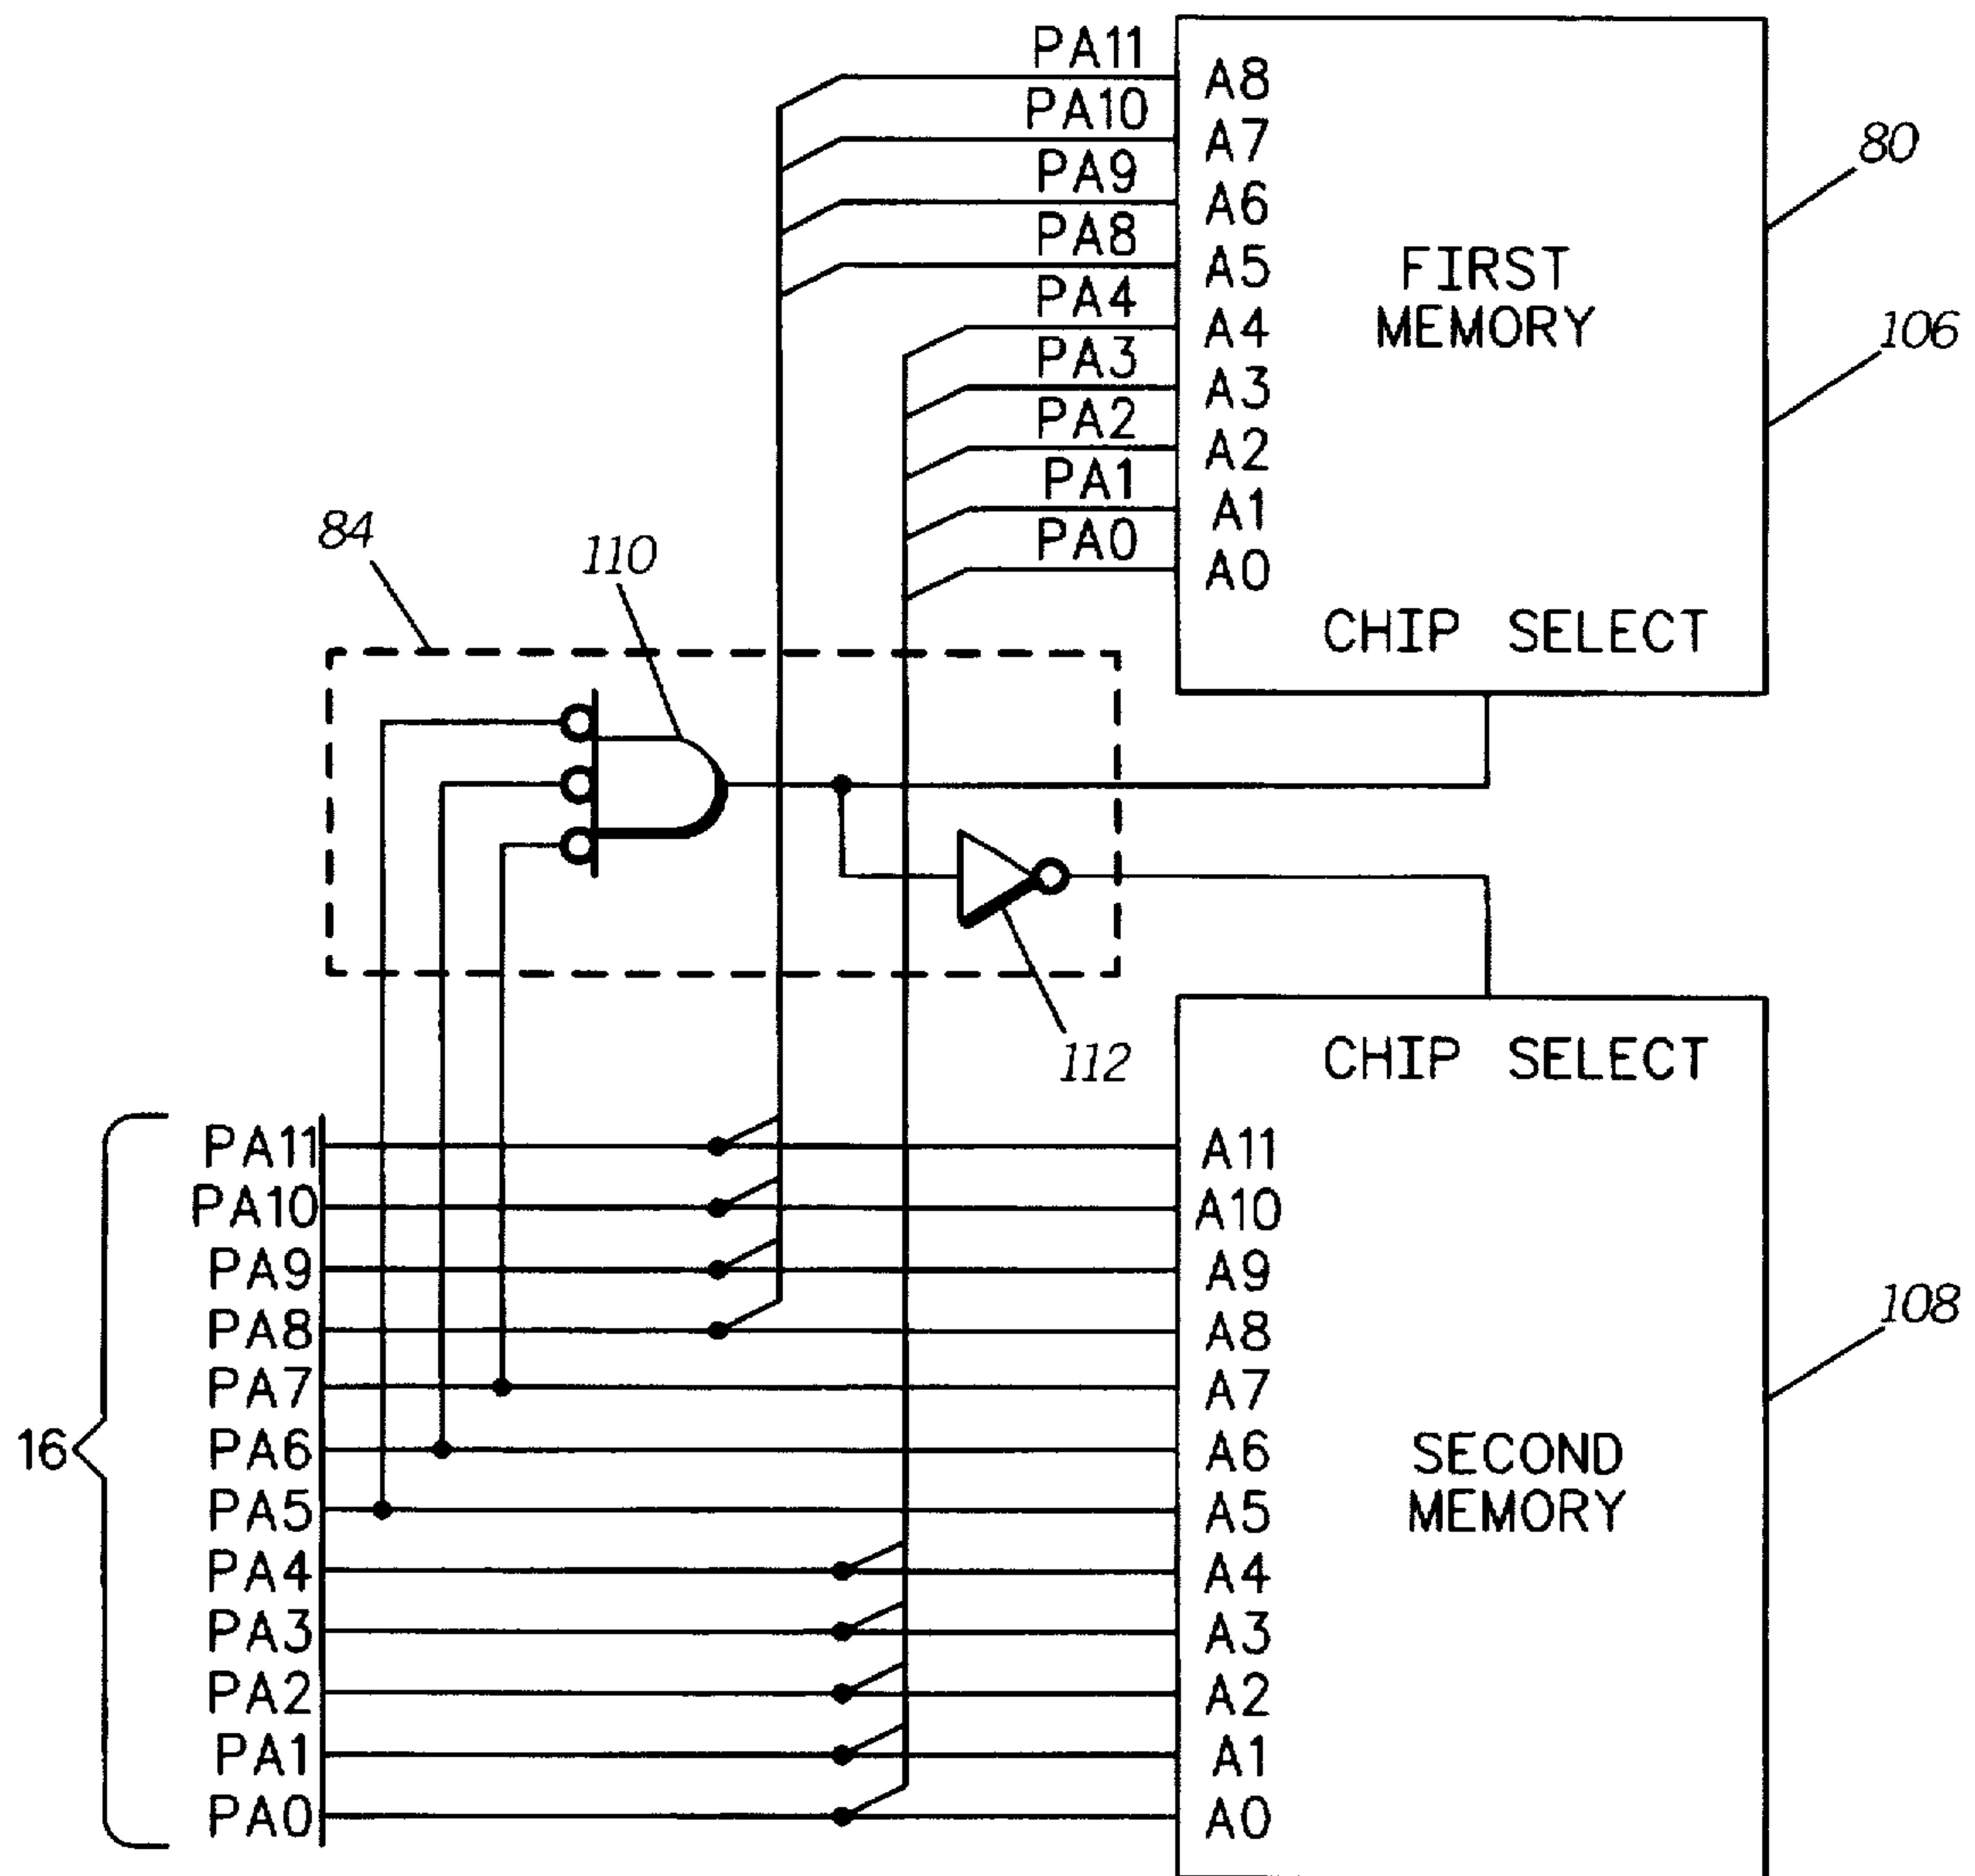 PA11
A8
PA10
A7
PA9
A6
PA8
A5
PA4
A4
PA3
A3
PA2
A2
PA1
A1
PA0
A0
FIRST
MEMORY
CHIP SELECT
80
106
84
110
112
CHIP SELECT
16
PA11
A11
PA10
A10
PA9
A9
PA8
A8
PA7
A7
PA6
A6
PA5
A5
PA4
A4
PA3
A3
PA2
A2
PA1
A1
PA0
A0
SECOND
MEMORY
108